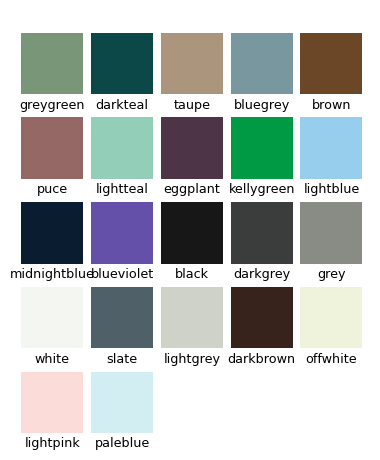 greygreen darkteal taupe bluegrey brown
puce lightteal eggplant kellygreen lightblue
midnightblue blueviolet black darkgrey grey
white slate lightgrey darkbrown offwhite
lightpink paleblue